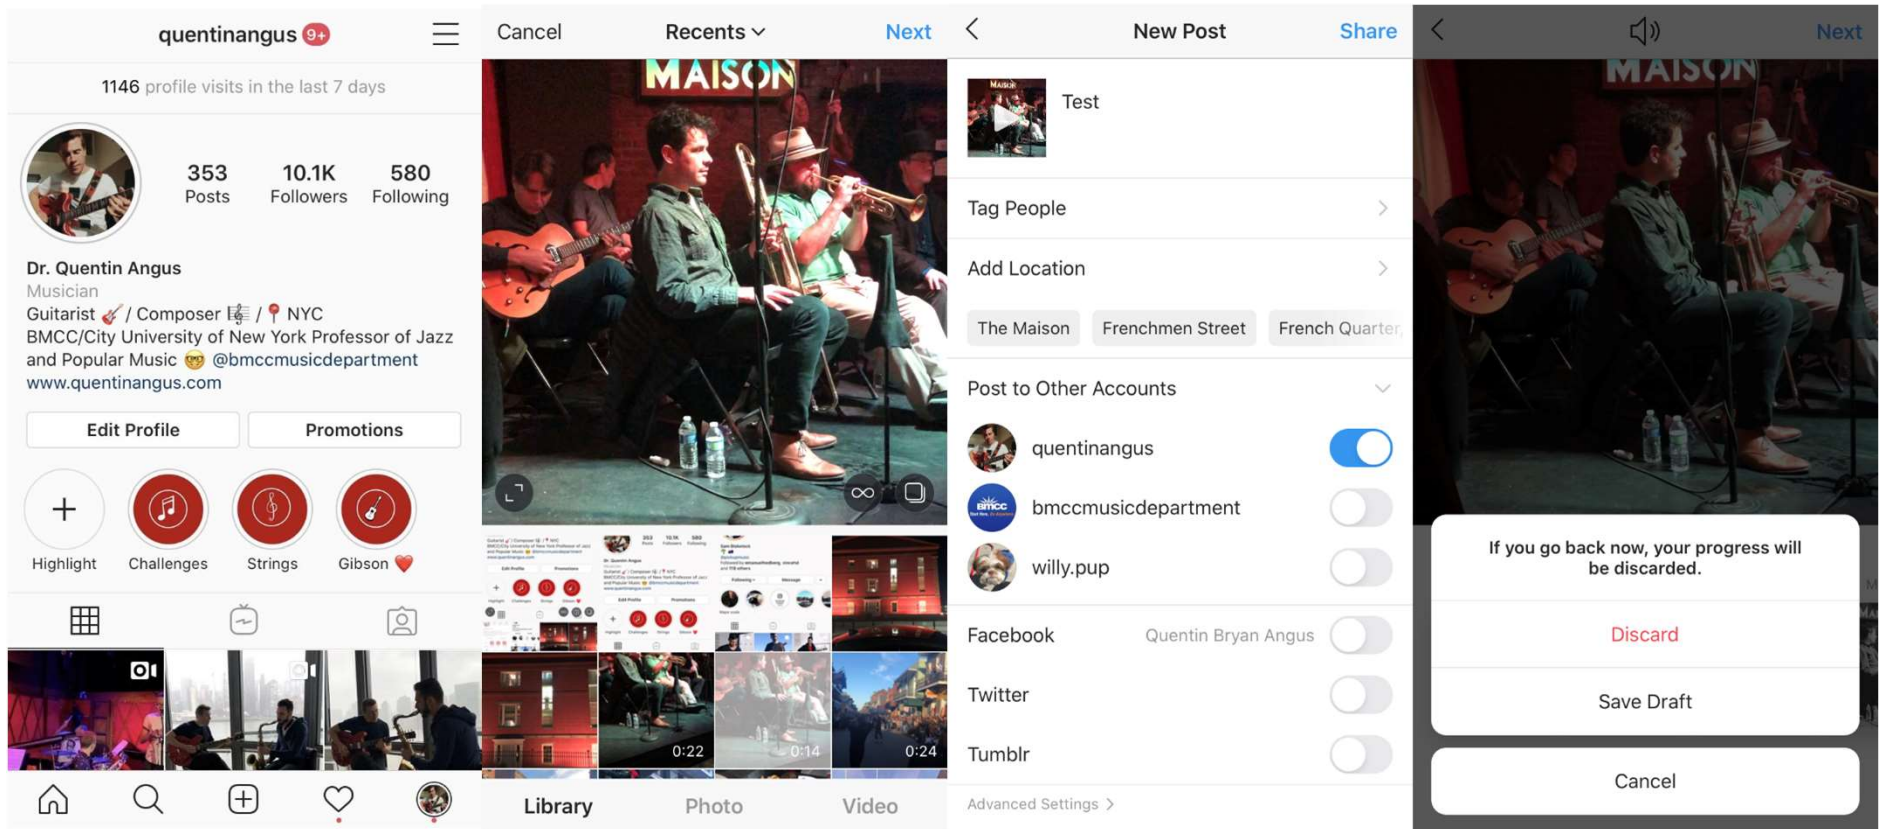 quentinangus 9+
1146 profile visits in the last 7 days
353 10.1K 580
Posts Followers Following
Dr. Quentin Angus
Musician
Guitarist 🎸/ Composer 🎼 / 📍 NYC
BMCC/City University of New York Professor of Jazz
and Popular Music 🤓 @bmccmusicdepartment
www.quentinangus.com
Edit Profile Promotions
Highlight Challenges Strings Gibson ❤️
Cancel Recents Next
MAISON
0:22 0:14 0:24
Library Photo Video
New Post Share
Test
Tag People
Add Location
The Maison Frenchmen Street French Quarter,
Post to Other Accounts
quentinangus
BMCC
bmccmusicdepartment
willy.pup
Facebook Quentin Bryan Angus
Twitter
Tumblr
Advanced Settings >
Next
MAISON
If you go back now, your progress will
be discarded.
Discard
Save Draft
Cancel